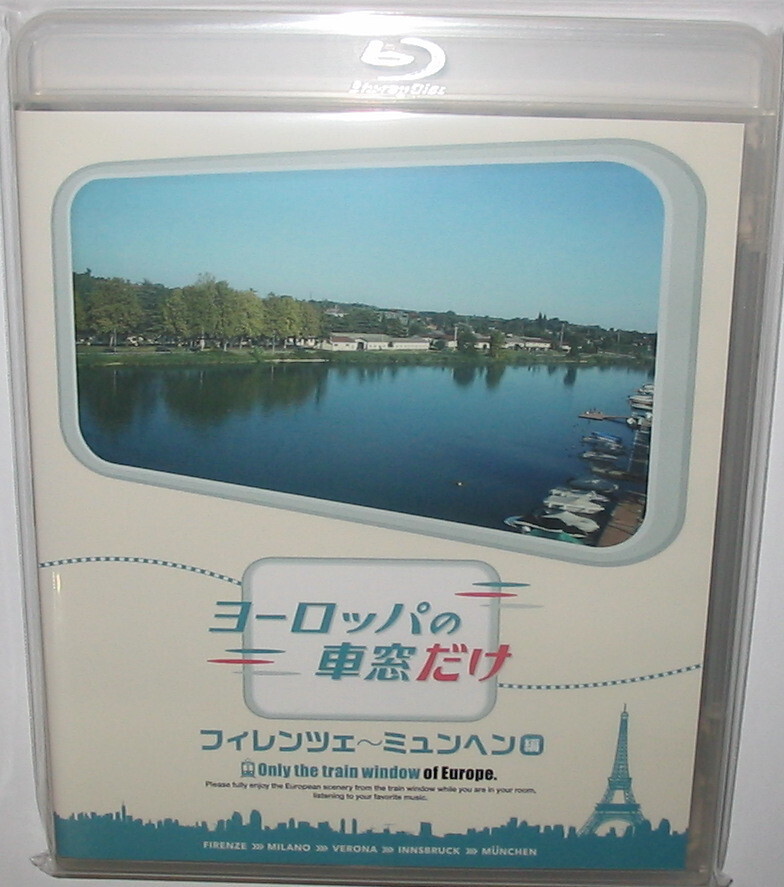 Blu-ray Disc
ヨーロッパの
車窓だけ
フィレンツェ〜ミュンヘン編
Only the train window of Europe.
Please fully enjoy the European scenery from the train window while you are in your room,
listening to your favorite music.
FIRENZE >>> MILANO >>> VERONA >>> INNSBRUCK >>> MÜNCHEN